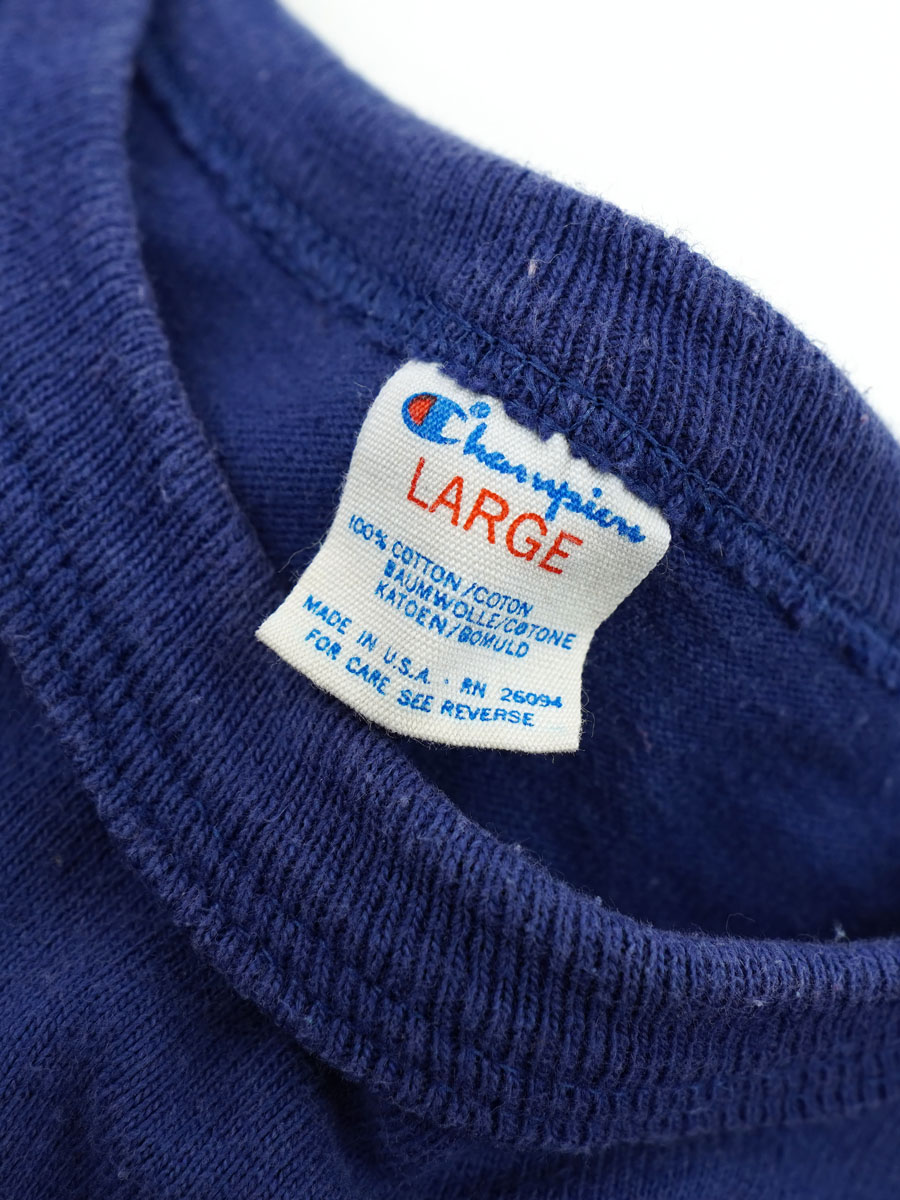 Champion
LARGE
100% COTTON/COTON
BAUMWOLLE/COTONE
KATOEN/BOMULD
MADE IN U.S.A. · RN 26094
FOR CARE SEE REVERSE